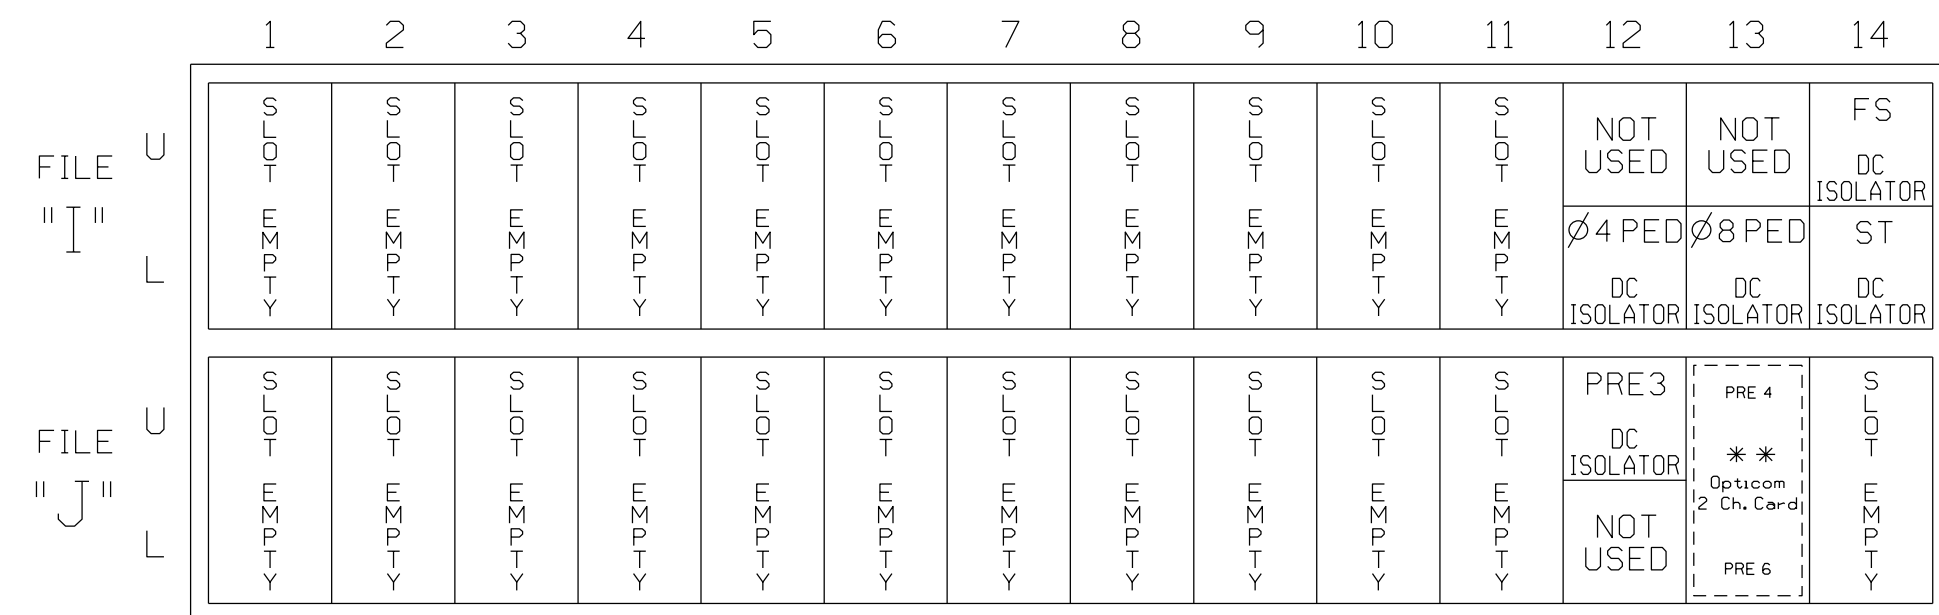 1 2 3 4 5 6 7 8 9 10 11 12 13 14
FILE
"I"
U
L
SLOT EMPTY
SLOT EMPTY
SLOT EMPTY
SLOT EMPTY
SLOT EMPTY
SLOT EMPTY
SLOT EMPTY
SLOT EMPTY
SLOT EMPTY
SLOT EMPTY
SLOT EMPTY
NOT
USED
Ø4 PED
DC
ISOLATOR
NOT
USED
Ø8 PED
DC
ISOLATOR
FS
DC
ISOLATOR
ST
DC
ISOLATOR
FILE
"J"
U
L
SLOT EMPTY
SLOT EMPTY
SLOT EMPTY
SLOT EMPTY
SLOT EMPTY
SLOT EMPTY
SLOT EMPTY
SLOT EMPTY
SLOT EMPTY
SLOT EMPTY
SLOT EMPTY
PRE3
DC
ISOLATOR
NOT
USED
PRE 4
**
Opticom
2 Ch. Card
PRE 6
SLOT EMPTY